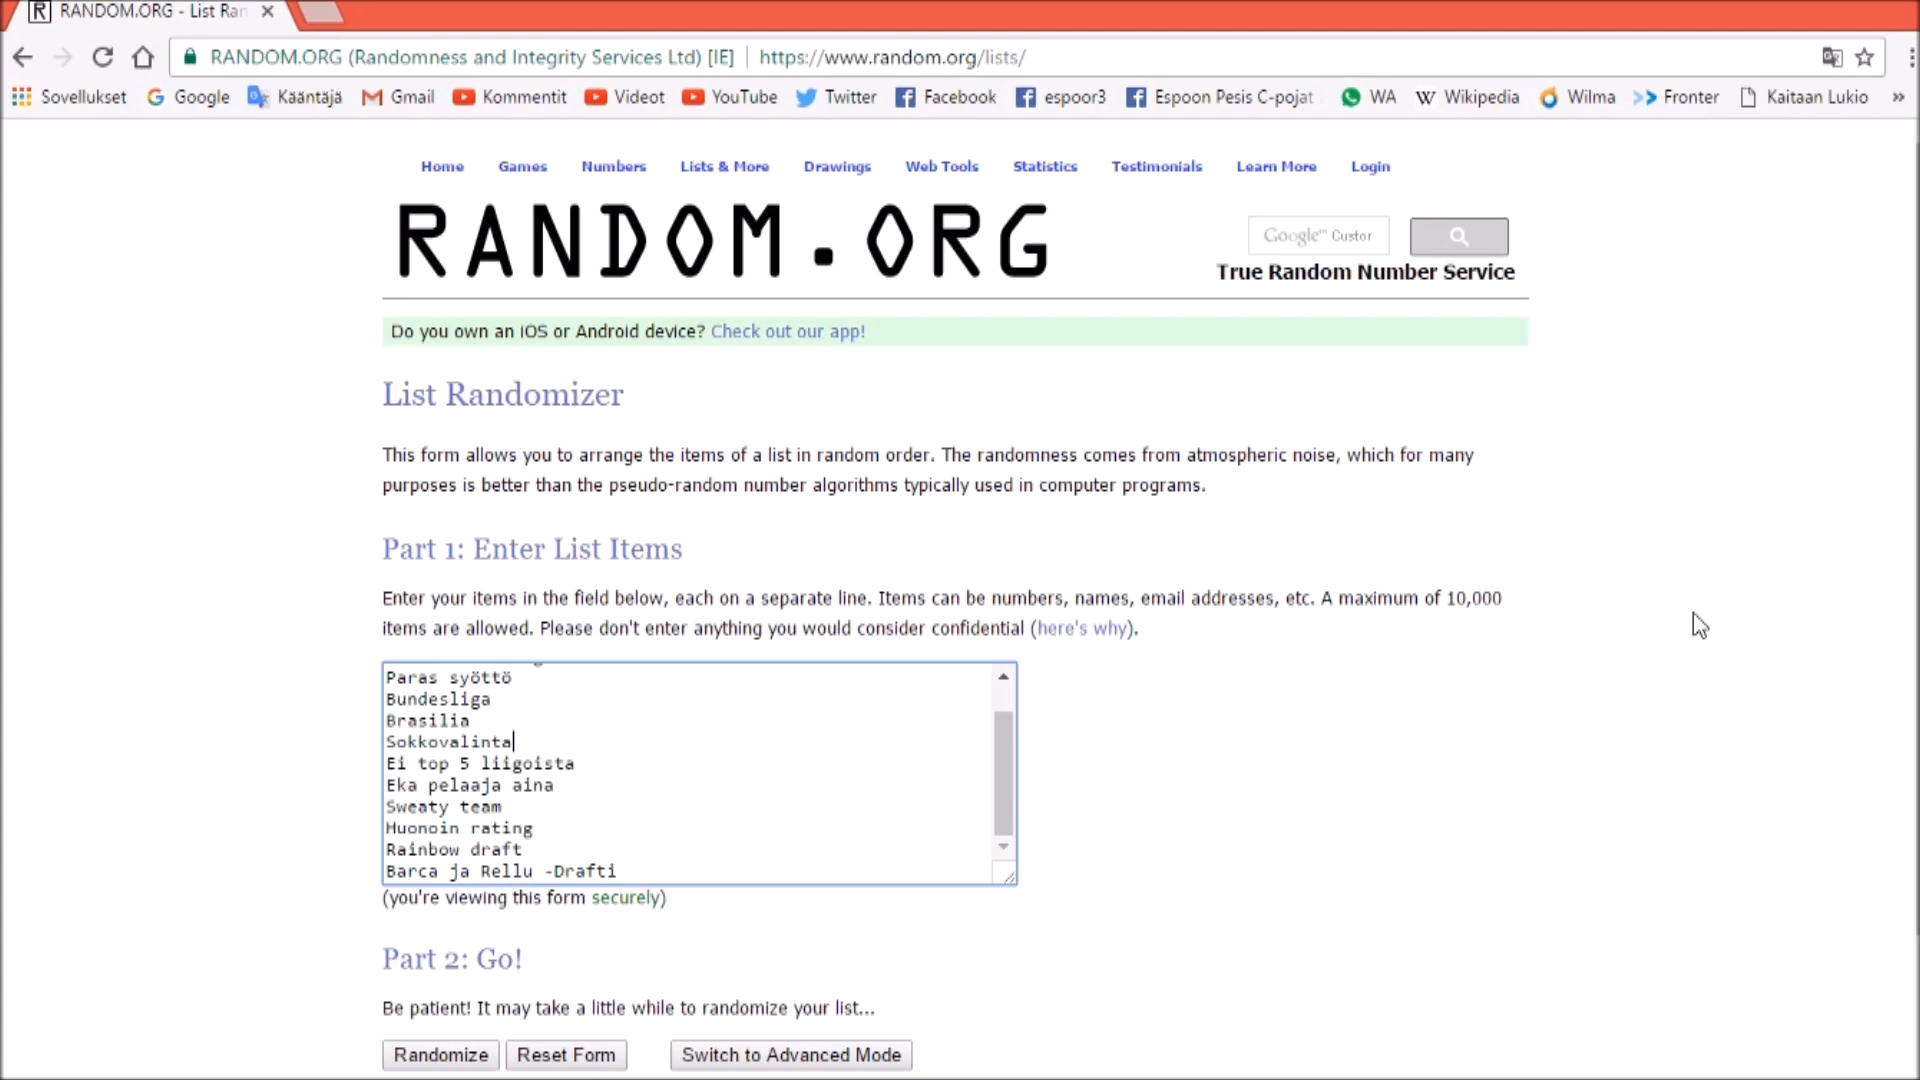 RANDOM.ORG - List Ran
RANDOM.ORG (Randomness and Integrity Services Ltd) [IE] https://www.random.org/lists/
Sovellukset Google Kääntäjä Gmail Kommentit Videot YouTube Twitter Facebook espoor3 Espoon Pesis C-pojat WA Wikipedia Wilma Fronter Kaitaan Lukio »
Home Games Numbers Lists & More Drawings Web Tools Statistics Testimonials Learn More Login
RANDOM.ORG
Google™ Custor
True Random Number Service
Do you own an iOS or Android device? Check out our app!
List Randomizer
This form allows you to arrange the items of a list in random order. The randomness comes from atmospheric noise, which for many
purposes is better than the pseudo-random number algorithms typically used in computer programs.
Part 1: Enter List Items
Enter your items in the field below, each on a separate line. Items can be numbers, names, email addresses, etc. A maximum of 10,000
items are allowed. Please don't enter anything you would consider confidential (here's why).
Paras syöttö
Bundesliga
Brasilia
Sokkovalinta
Ei top 5 liigoista
Eka pelaaja aina
Sweaty team
Huonoin rating
Rainbow draft
Barca ja Rellu -Drafti
(you're viewing this form securely)
Part 2: Go!
Be patient! It may take a little while to randomize your list...
Randomize Reset Form Switch to Advanced Mode